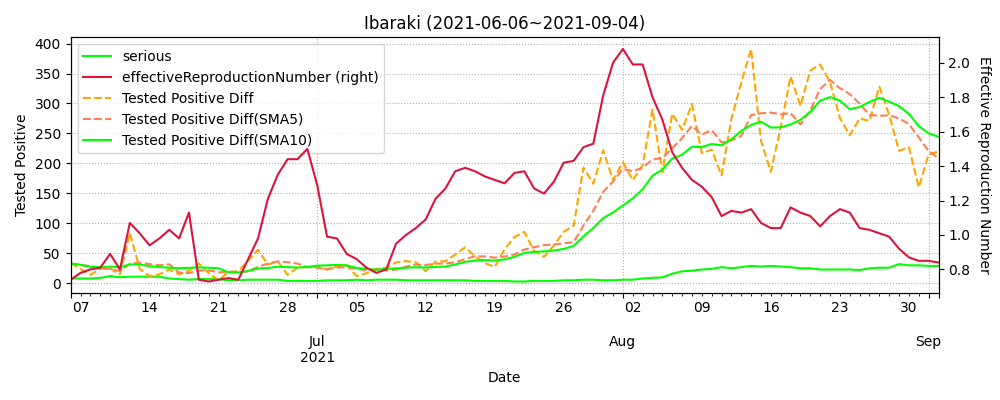 Ibaraki (2021-06-06~2021-09-04)
serious
effectiveReproductionNumber (right)
Tested Positive Diff
Tested Positive Diff(SMA5)
Tested Positive Diff(SMA10)
Tested Positive
400
350
300
250
200
150
100
50
0
Effective Reproduction Number
2.0
1.8
1.6
1.4
1.2
1.0
0.8
07 14 21 28 05 12 19 26 02 09 16 23 30
Jul Aug Sep
2021
Date